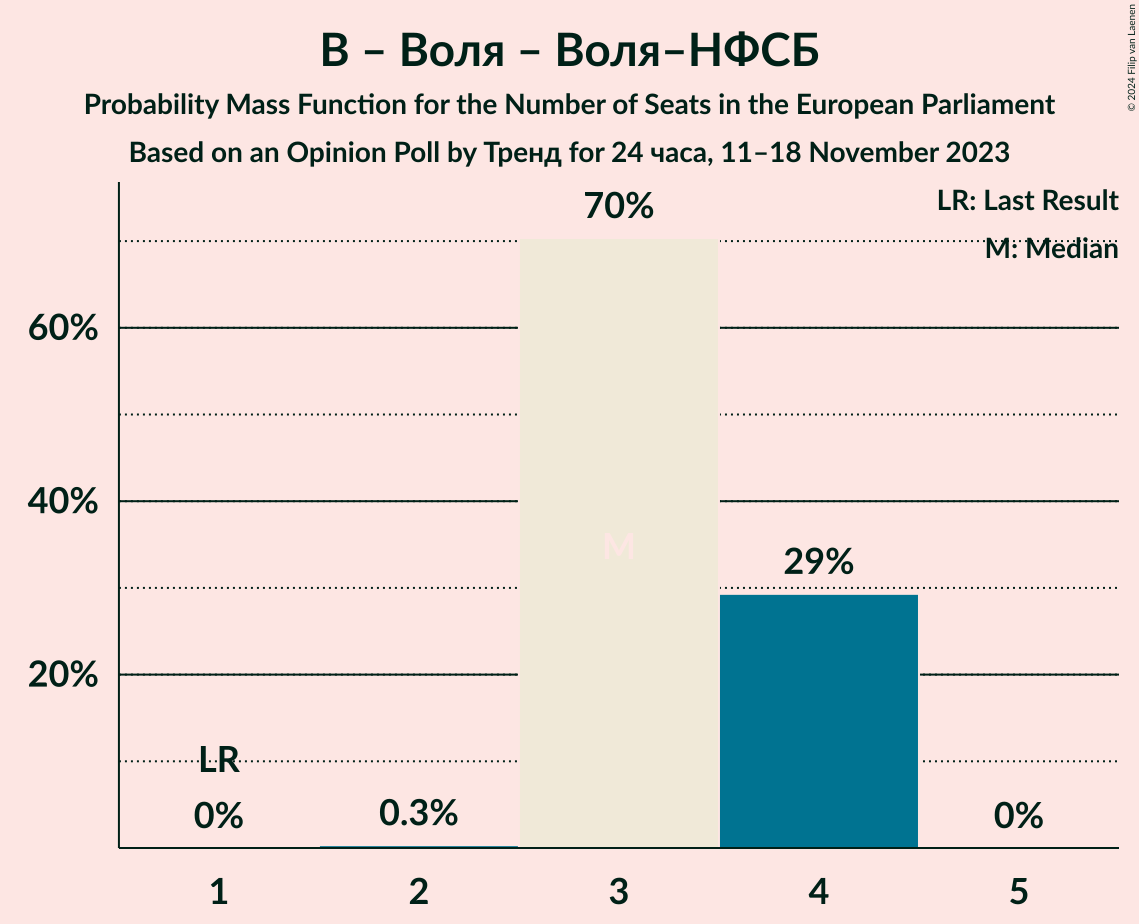 В – Воля – Воля–НФСБ
Probability Mass Function for the Number of Seats in the European Parliament
Based on an Opinion Poll by Тренд for 24 часа, 11–18 November 2023
© 2024 Filip van Laenen
LR: Last Result
M: Median
70%
60%
40%
20%
M
29%
LR
0%
0.3%
0%
1 2 3 4 5